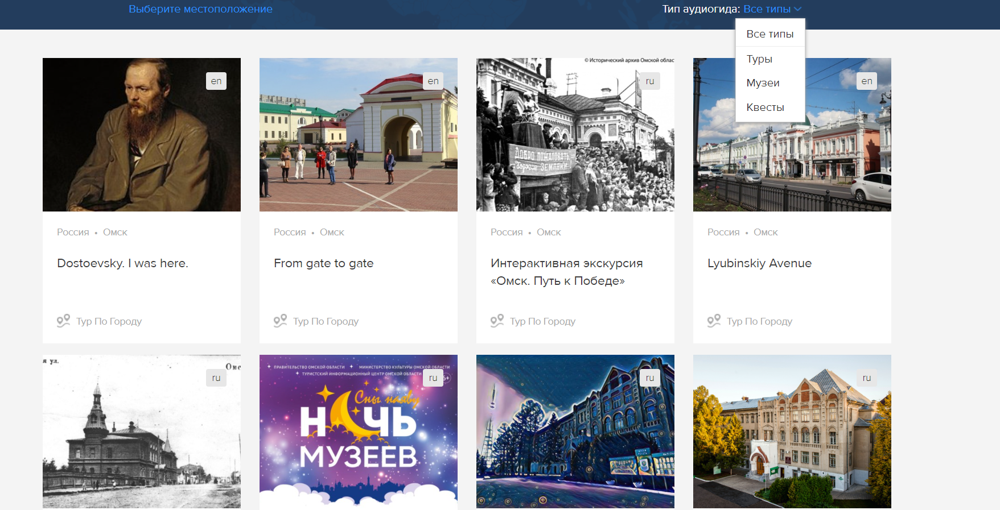 Выберите местоположение
Тип аудиогида: Все типы
Все типы
Туры
Музеи
Квесты
en
en
© Исторический архив Омской облас
ru
en
ДОБРО ПОЖАЛОВАТЬ,
дорогие ЗЕМЛЯКИ!
Россия • Омск
Россия • Омск
Россия • Омск
Россия • Омск
Dostoevsky. I was here.
From gate to gate
Интерактивная экскурсия
«Омск. Путь к Победе»
Lyubinskiy Avenue
Тур По Городу
Тур По Городу
Тур По Городу
Тур По Городу
я ул.
Омс
ru
ПРАВИТЕЛЬСТВО ОМСКОЙ ОБЛАСТИ
МИНИСТЕРСТВО КУЛЬТУРЫ ОМСКОЙ ОБЛАСТИ
ТУРИСТСКИЙ ИНФОРМАЦИОННЫЙ ЦЕНТР ОМСКОЙ ОБЛАСТИ
6+
ru
Сны наяву
НОЧЬ
МУЗЕЕВ
ru
ru